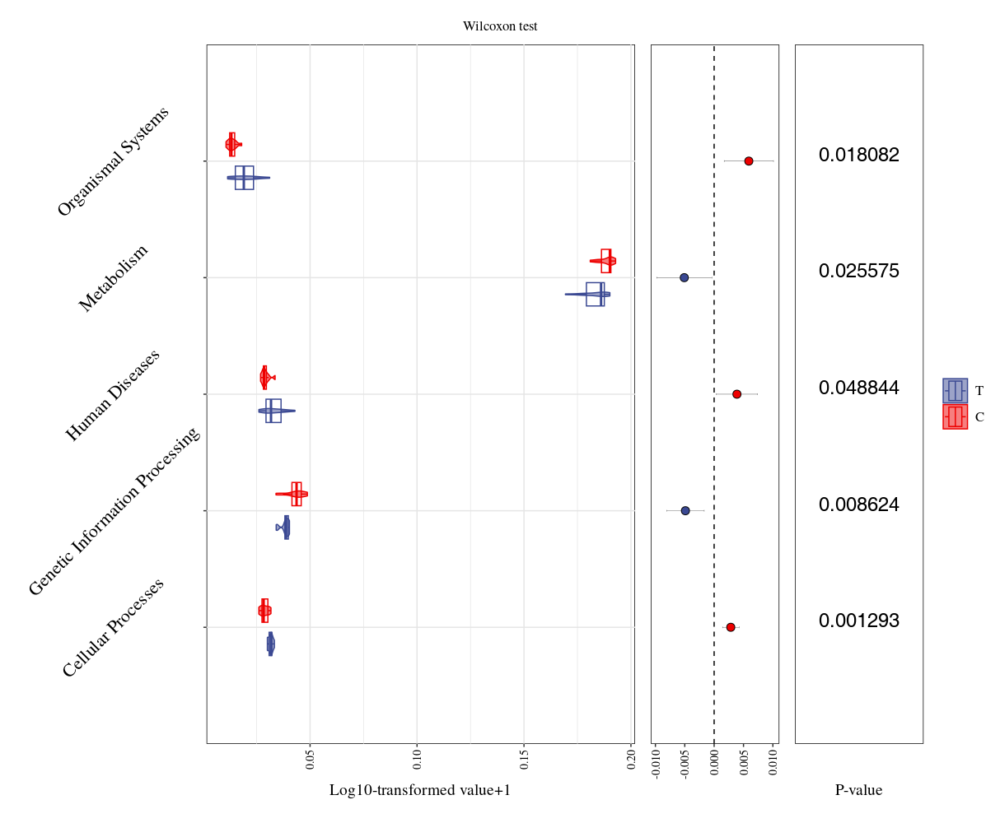 Wilcoxon test
Organismal Systems
0.018082
Metabolism
0.025575
Human Diseases
0.048844
T
C
Genetic Information Processing
0.008624
Cellular Processes
0.001293
0.05
0.10
0.15
0.20
-0.010
-0.005
0.000
0.005
0.010
Log10-transformed value+1
P-value